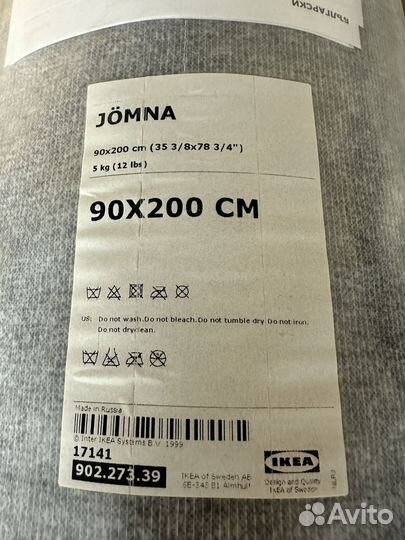 БЪЛГАРСКИ
JÖMNA
90x200 cm (35 3/8x78 3/4")
5 kg (12 lbs)
90X200 CM
US: Do not wash. Do not bleach. Do not tumble dry. Do not iron.
Do not dryclean.
Made in Russia
© Inter IKEA Systems B.V. 1999
17141
902.273.39
IKEA of Sweden AB
SE-343 81 Älmhult
IKEA
Design and Quality
IKEA of Sweden
Avito